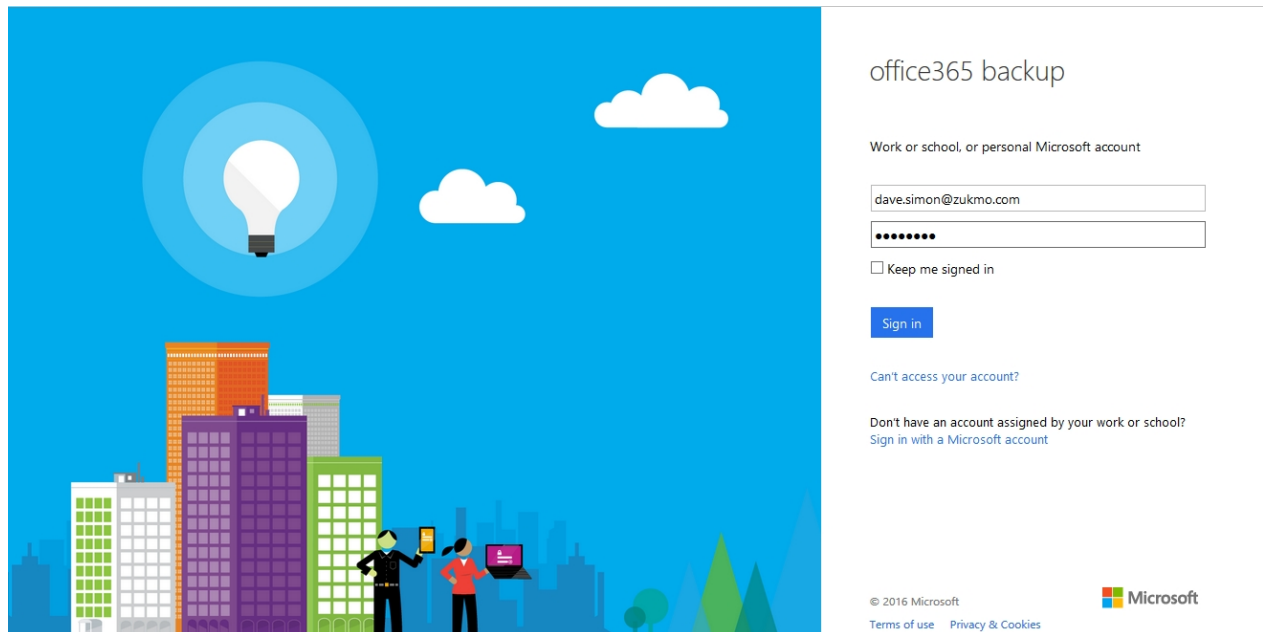 office365 backup
Work or school, or personal Microsoft account
dave.simon@zukmo.com
••••••••
Keep me signed in
Sign in
Can't access your account?
Don't have an account assigned by your work or school?
Sign in with a Microsoft account
© 2016 Microsoft
Microsoft
Terms of use Privacy & Cookies